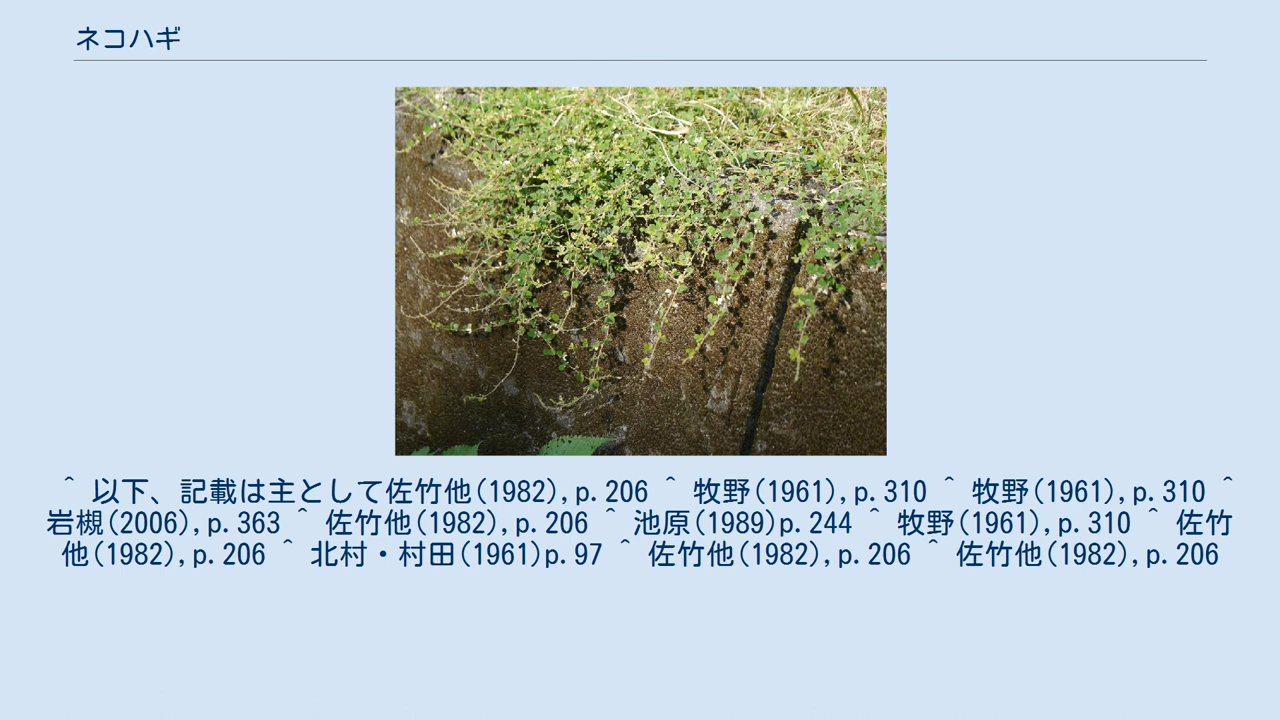 ネコハギ
^ 以下、記載は主として佐竹他(1982),p.206 ^ 牧野(1961),p.310 ^ 牧野(1961),p.310 ^
岩槻(2006),p.363 ^ 佐竹他(1982),p.206 ^ 池原(1989)p.244 ^ 牧野(1961),p.310 ^ 佐竹
他(1982),p.206 ^ 北村・村田(1961)p.97 ^ 佐竹他(1982),p.206 ^ 佐竹他(1982),p.206